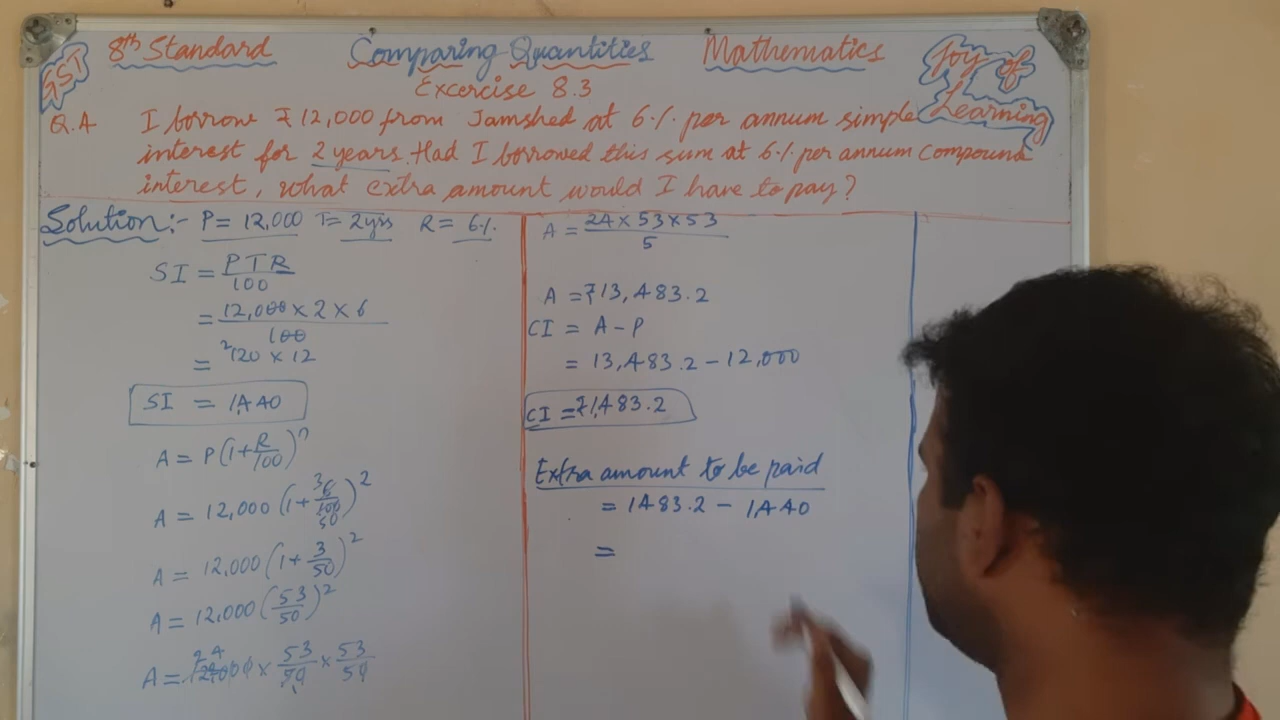 GST 8th Standard Comparing Quantities Mathematics Joy of Learning
Excercise 8.3
Q.4 I borrow ₹12,000 from Jamshed at 6% per annum simple
interest for 2 years. Had I borrowed this sum at 6% per annum compound
interest, what extra amount would I have to pay?
Solution:- P = 12,000 T= 2yrs R = 6%
SI = PTR/100
= 12,000 × 2 × 6/100
= 120 × 12
SI = 1,440
A = P(1+R/100)^n
A = 12,000(1+6/100)^2
A = 12,000(1+3/50)^2
A = 12,000(53/50)^2
A = 12000 × 53/50 × 53/50
A = 24×53×53/5
A = ₹13,483.2
CI = A-P
= 13,483.2 - 12,000
CI = ₹1,483.2
Extra amount to be paid
= 1483.2 - 1440
=